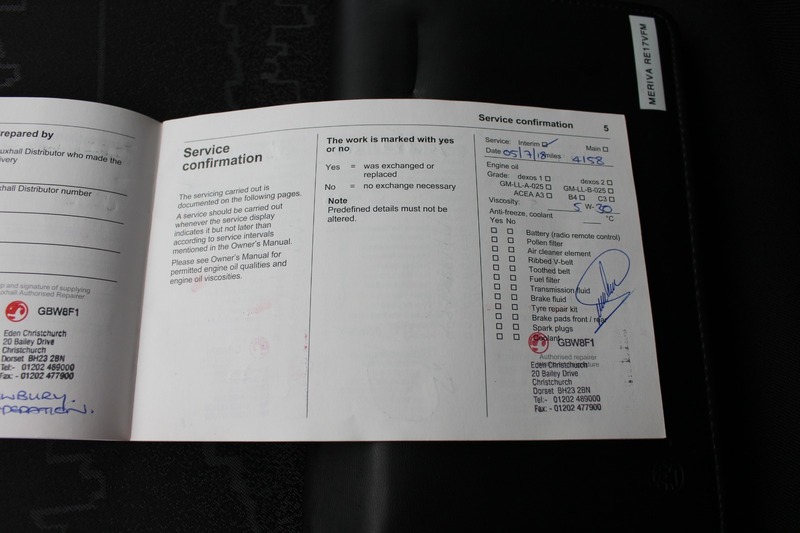 MERIVA RE17VFM
repared by
uxhall Distributor who made the
very
xhall Distributor number
p and signature of supplying
uxhall Authorised Repairer
GBW8F1
Eden Christchurch
20 Bailey Drive
Christchurch
Dorset BH23 2BN
Tel:- 01202 489000
Fax: - 01202 477900
WBURY.
OPERATION.
Service
confirmation
The servicing carried out is
documented on the following pages.
A service should be carried out
whenever the service display
indicates it but not later than
according to service intervals
mentioned in the Owner's Manual.
Please see Owner's Manual for
permitted engine oil qualities and
engine oil viscosities.
The work is marked with yes
or no
Yes = was exchanged or
replaced
No = no exchange necessary
Note
Predefined details must not be
altered.
Service confirmation 5
Service: Interim Main
Date 05/7/18 miles 4158
Engine oil
Grade: dexos 1 dexos 2
GM-LL-A-025 GM-LL-B-025
ACEA A3 B4 C3
Viscosity: 5 W-30
Anti-freeze, coolant °C
Yes No
Battery (radio remote control)
Pollen filter
Air cleaner element
Ribbed V-belt
Toothed belt
Fuel filter
Transmission fluid
Brake fluid
Tyre repair kit
Brake pads front / rear
Spark plugs
Coolant
GBW8F1
Authorised repairer
Eden Christchurch
20 Bailey Drive
Christchurch
Dorset BH23 2BN
Tel:- 01202 489000
Fax: - 01202 477900